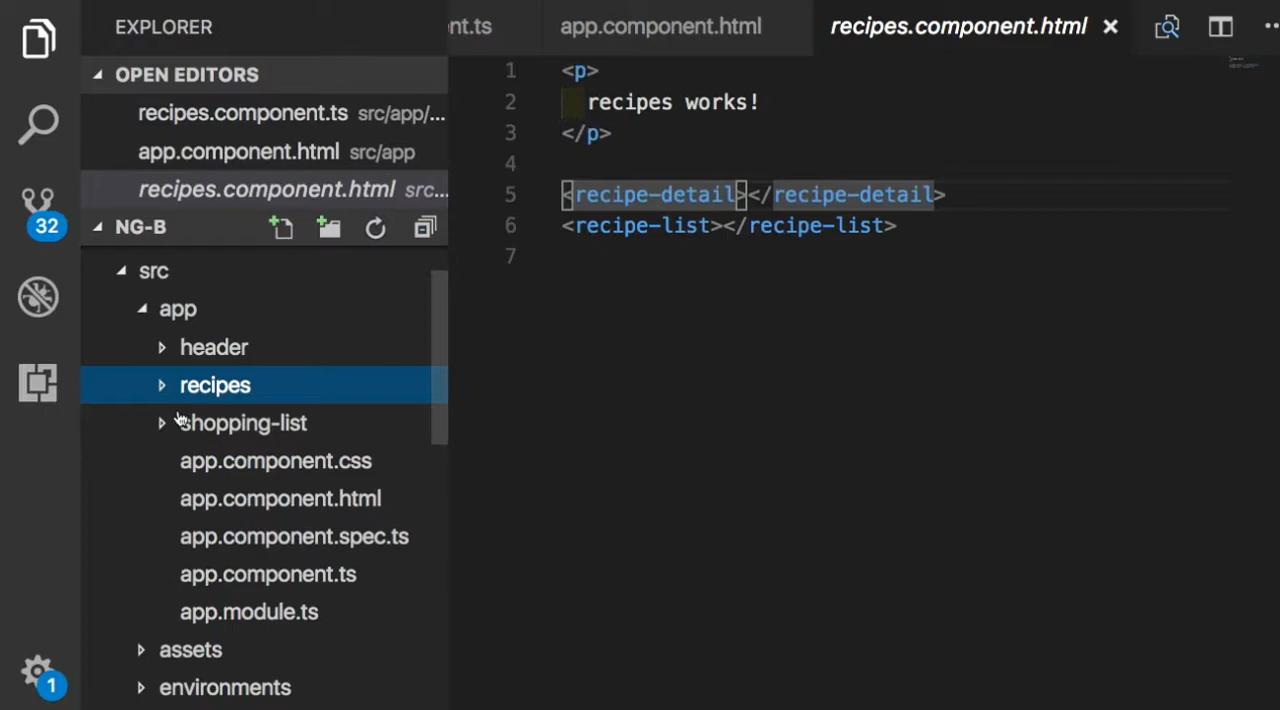 EXPLORER
OPEN EDITORS
recipes.component.ts src/app/...
app.component.html src/app
recipes.component.html src...
NG-B
src
app
header
recipes
shopping-list
app.component.css
app.component.html
app.component.spec.ts
app.component.ts
app.module.ts
assets
environments
32
1
nt.ts
app.component.html
recipes.component.html
1 <p>
2 recipes works!
3 </p>
4
5 <recipe-detail></recipe-detail>
6 <recipe-list></recipe-list>
7